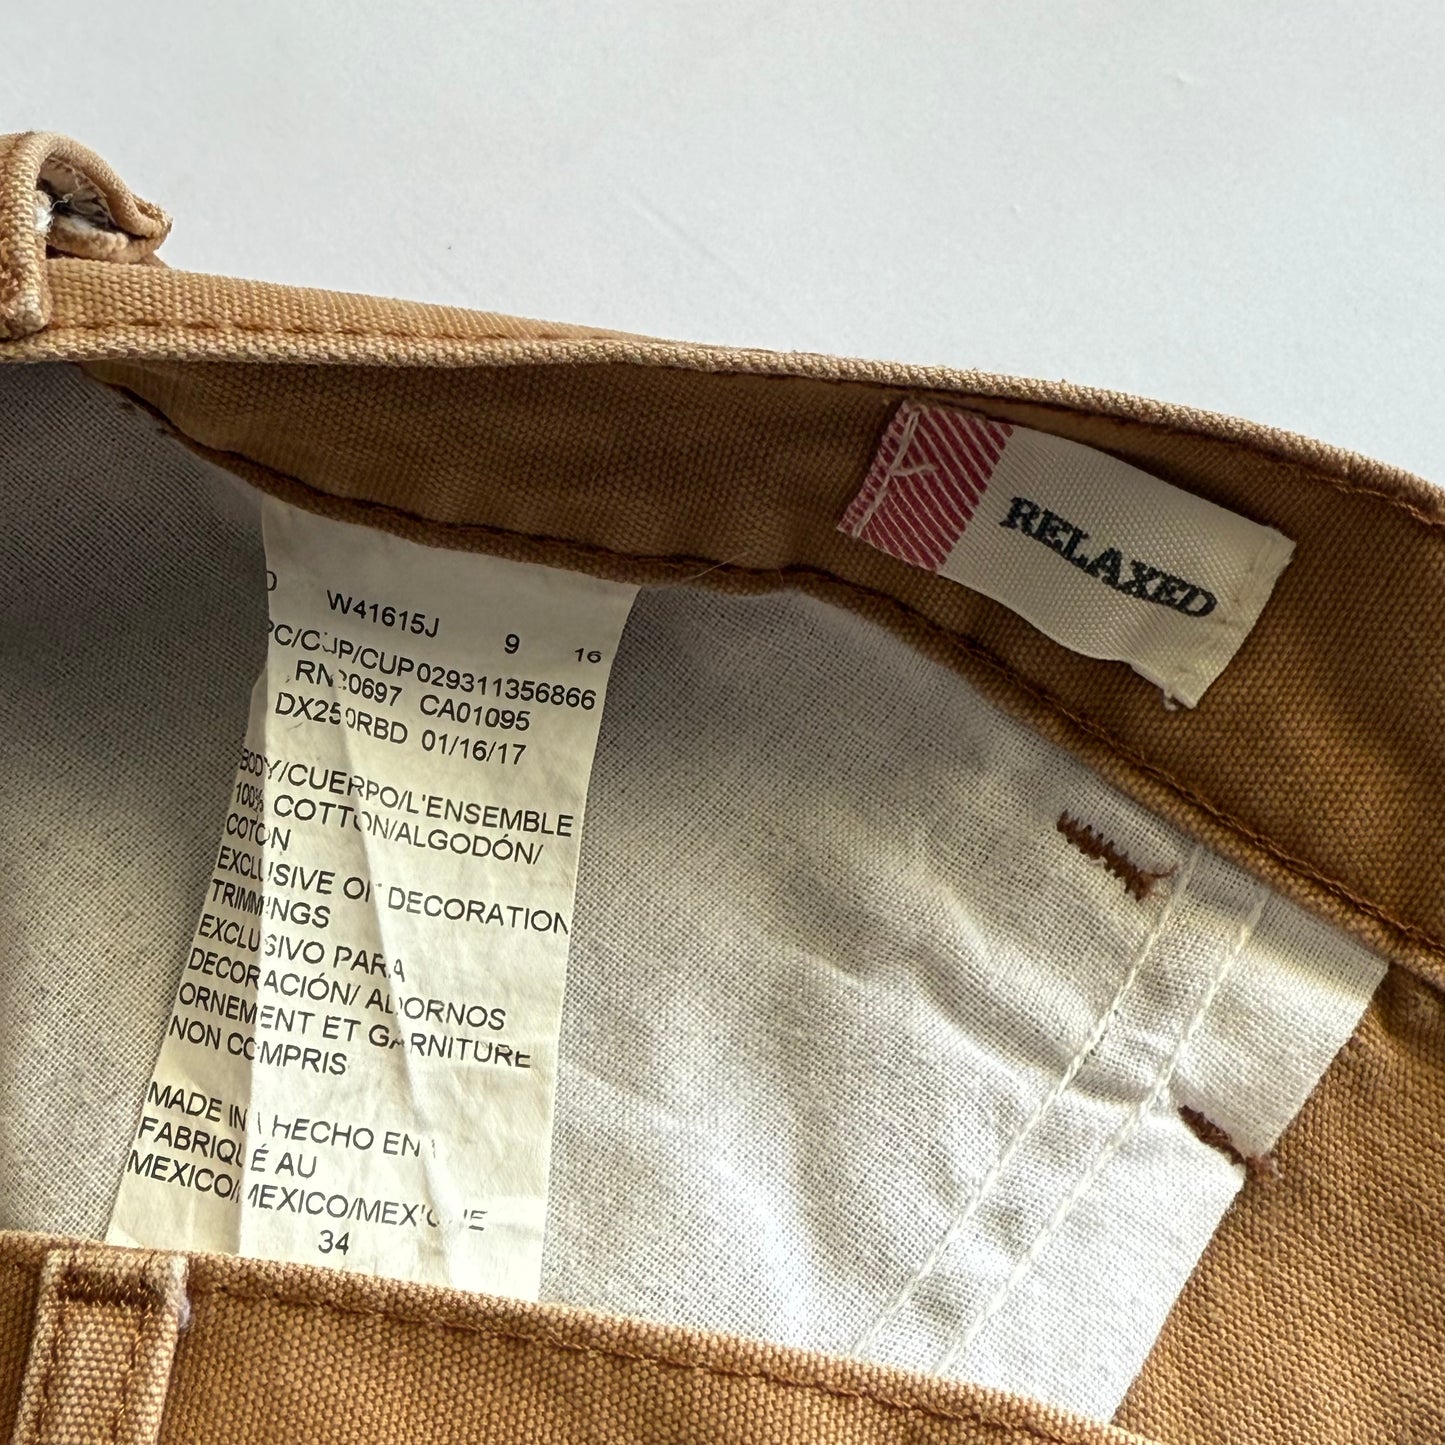 W41615J 9 16
PC/CUP/CUP029311356866
RN20697 CA01095
DX250RBD 01/16/17
BODY/CUERPO/L'ENSEMBLE
100% COTTON/ALGODÓN/
COTON
EXCLUSIVE OF DECORATION
TRIMMINGS
EXCLUSIVO PARA
DECORACIÓN/ ADORNOS
ORNEMENT ET GARNITURE
NON COMPRIS
MADE IN \ HECHO EN \
FABRIQUÉ AU
MEXICO/MEXICO/MEXIQUE
34
RELAXED